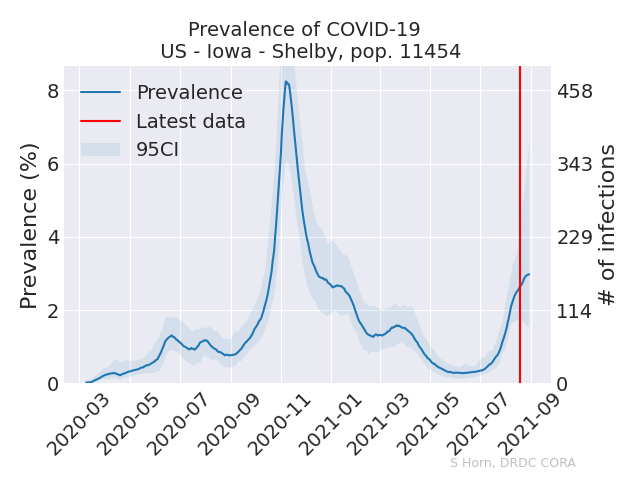 Prevalence of COVID-19
US - Iowa - Shelby, pop. 11454
Prevalence
Latest data
95CI
Prevalence (%)
8
6
4
2
0
# of infections
458
343
229
114
0
2020-03
2020-05
2020-07
2020-09
2020-11
2021-01
2021-03
2021-05
2021-07
2021-09
S Horn, DRDC CORA